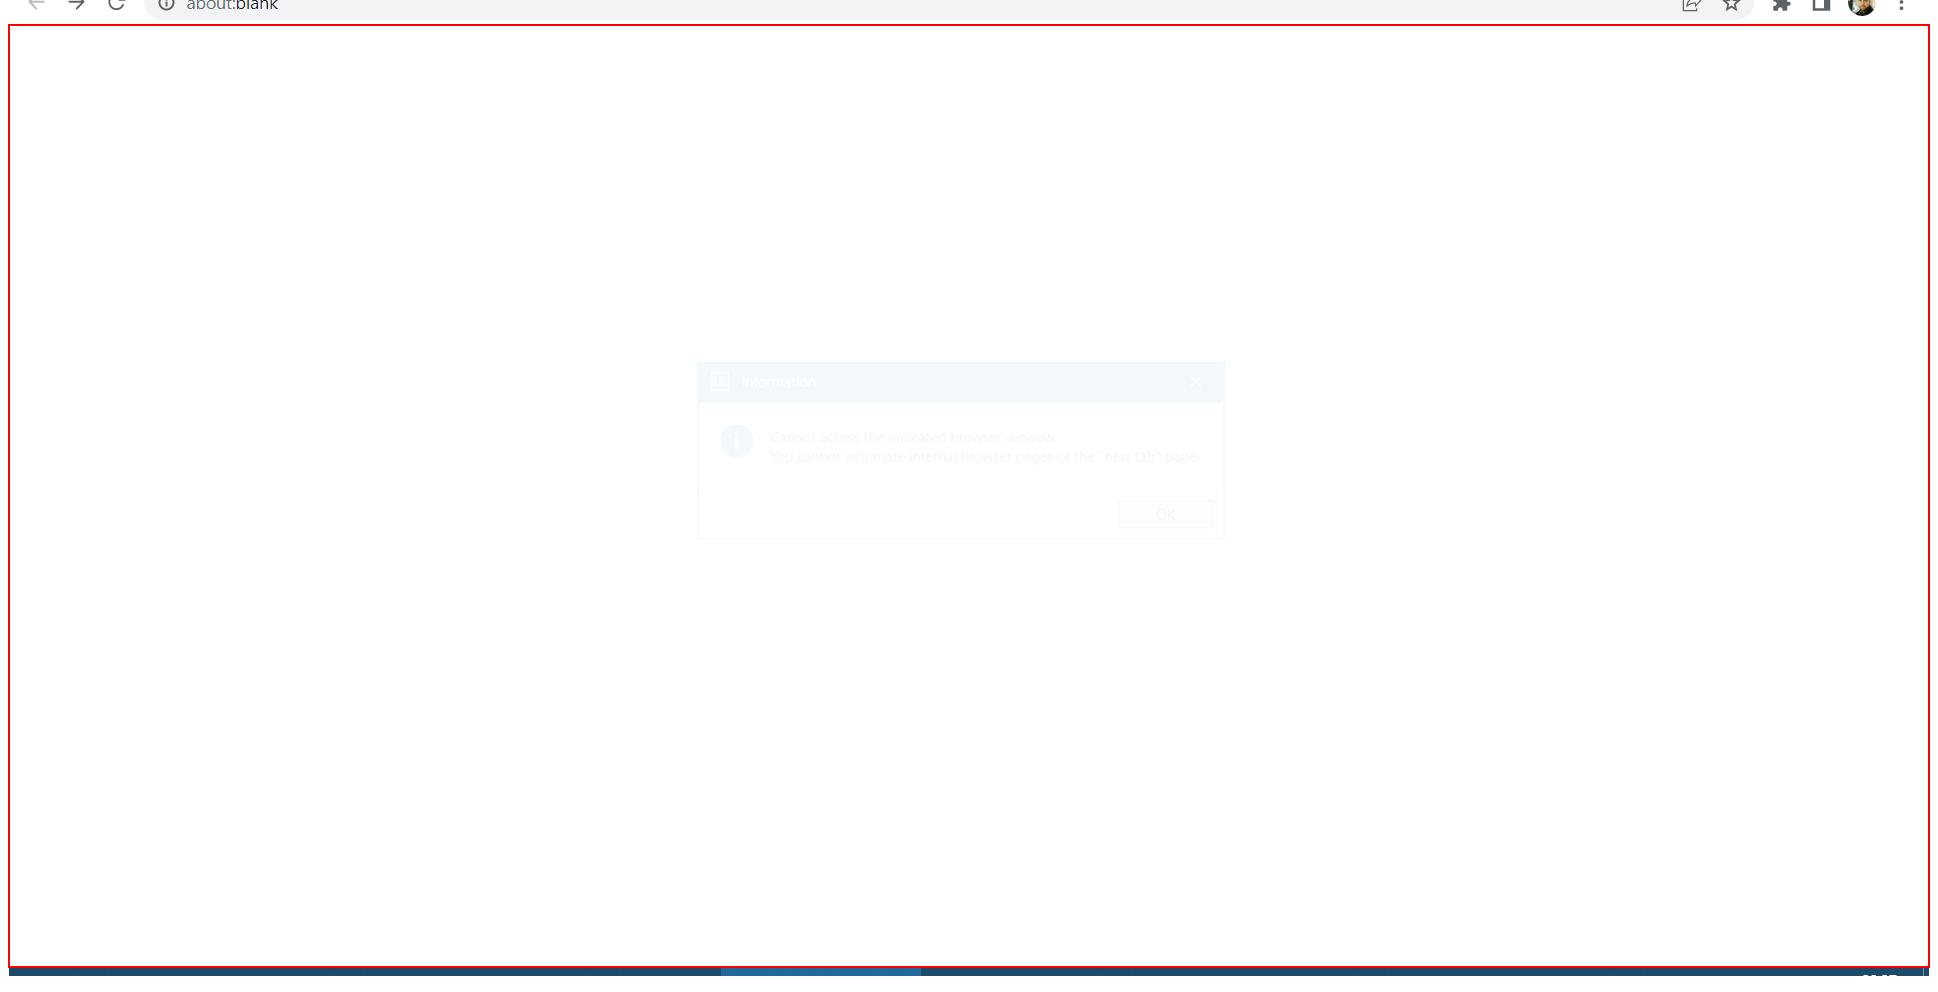 about:blank
Ui Information
Cannot access the indicated browser window.
You cannot automate internal browser pages or the "new tab" page.
OK